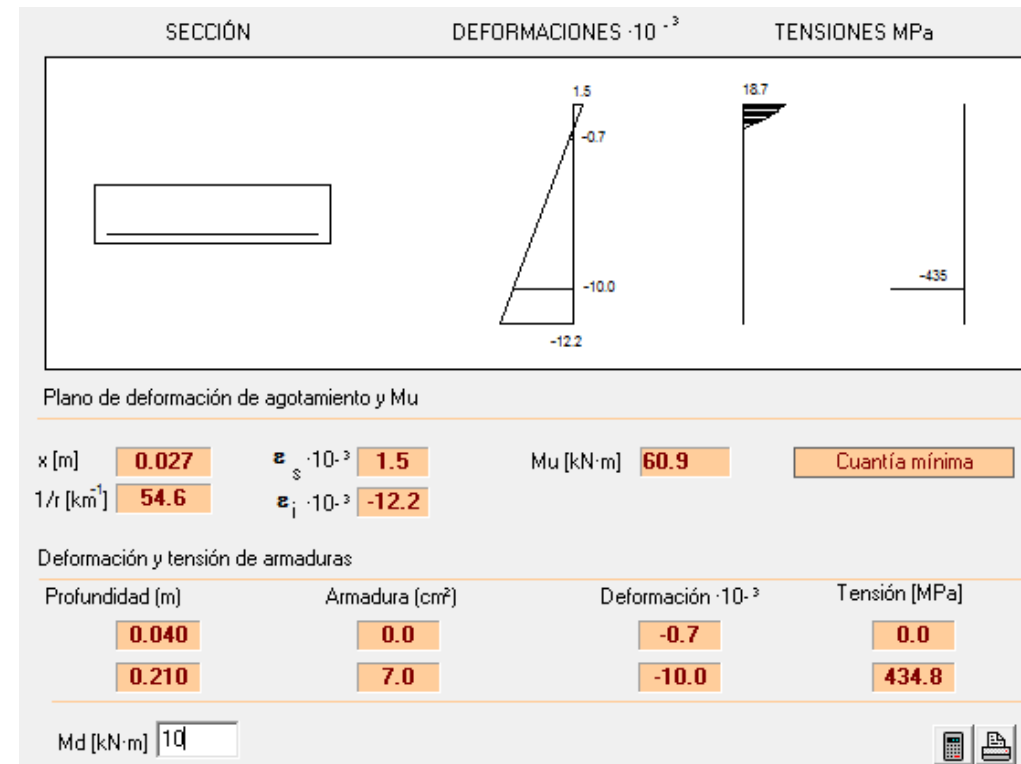 SECCIÓN DEFORMACIONES ·10 -³ TENSIONES MPa
1.5 18.7
-0.7
-10.0 -435
-12.2
Plano de deformación de agotamiento y Mu
x [m] 0.027 ε s ·10-³ 1.5 Mu [kN·m] 60.9 Cuantía mínima
1/r [km-1] 54.6 ε i ·10-³ -12.2
Deformación y tensión de armaduras
Profundidad (m) Armadura (cm²) Deformación ·10-³ Tensión [MPa]
0.040 0.0 -0.7 0.0
0.210 7.0 -10.0 434.8
Md [kN·m] 10